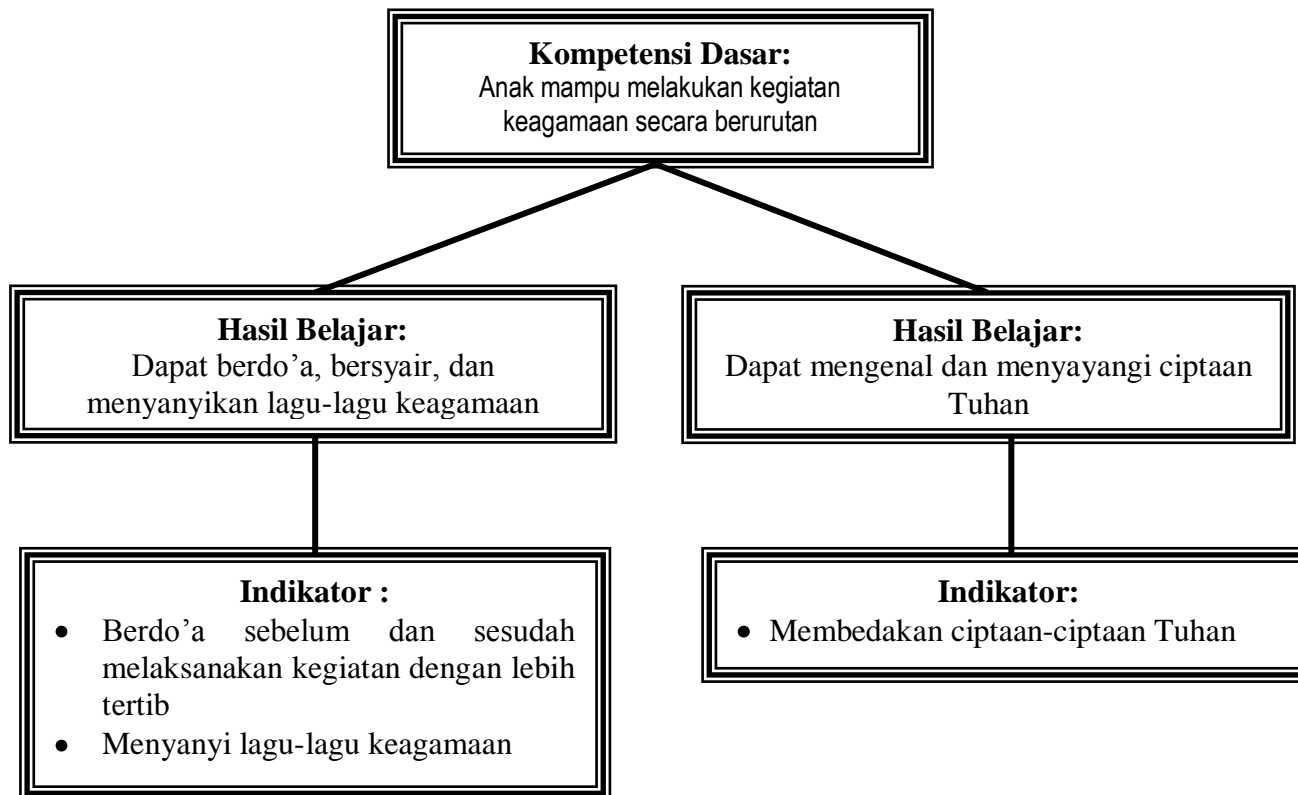 Kompetensi Dasar:
Anak mampu melakukan kegiatan
keagamaan secara berurutan
Hasil Belajar:
Dapat berdo’a, bersyair, dan
menyanyikan lagu-lagu keagamaan
Hasil Belajar:
Dapat mengenal dan menyayangi ciptaan
Tuhan
Indikator :
• Berdo’a sebelum dan sesudah
melaksanakan kegiatan dengan lebih
tertib
• Menyanyi lagu-lagu keagamaan
Indikator:
• Membedakan ciptaan-ciptaan Tuhan